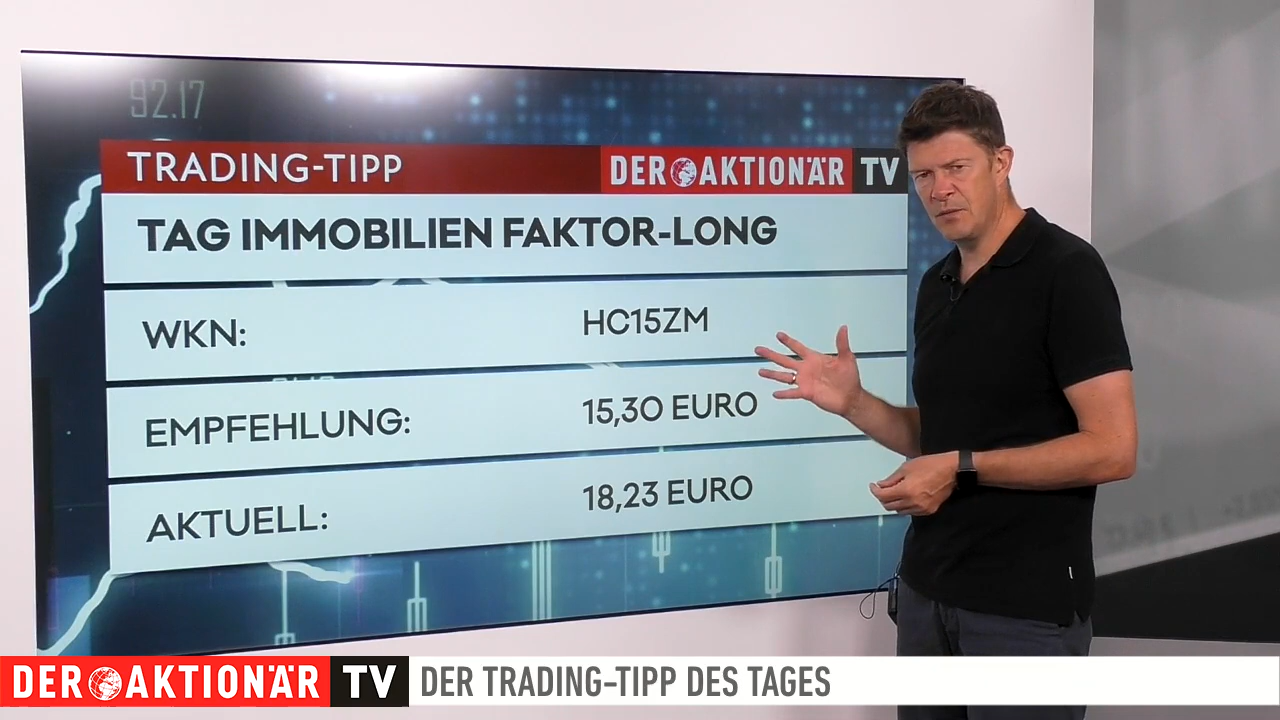 92.17
TRADING-TIPP
DER AKTIONÄR TV
TAG IMMOBILIEN FAKTOR-LONG
WKN: HC15ZM
EMPFEHLUNG: 15,30 EURO
AKTUELL: 18,23 EURO
DER AKTIONÄR TV DER TRADING-TIPP DES TAGES